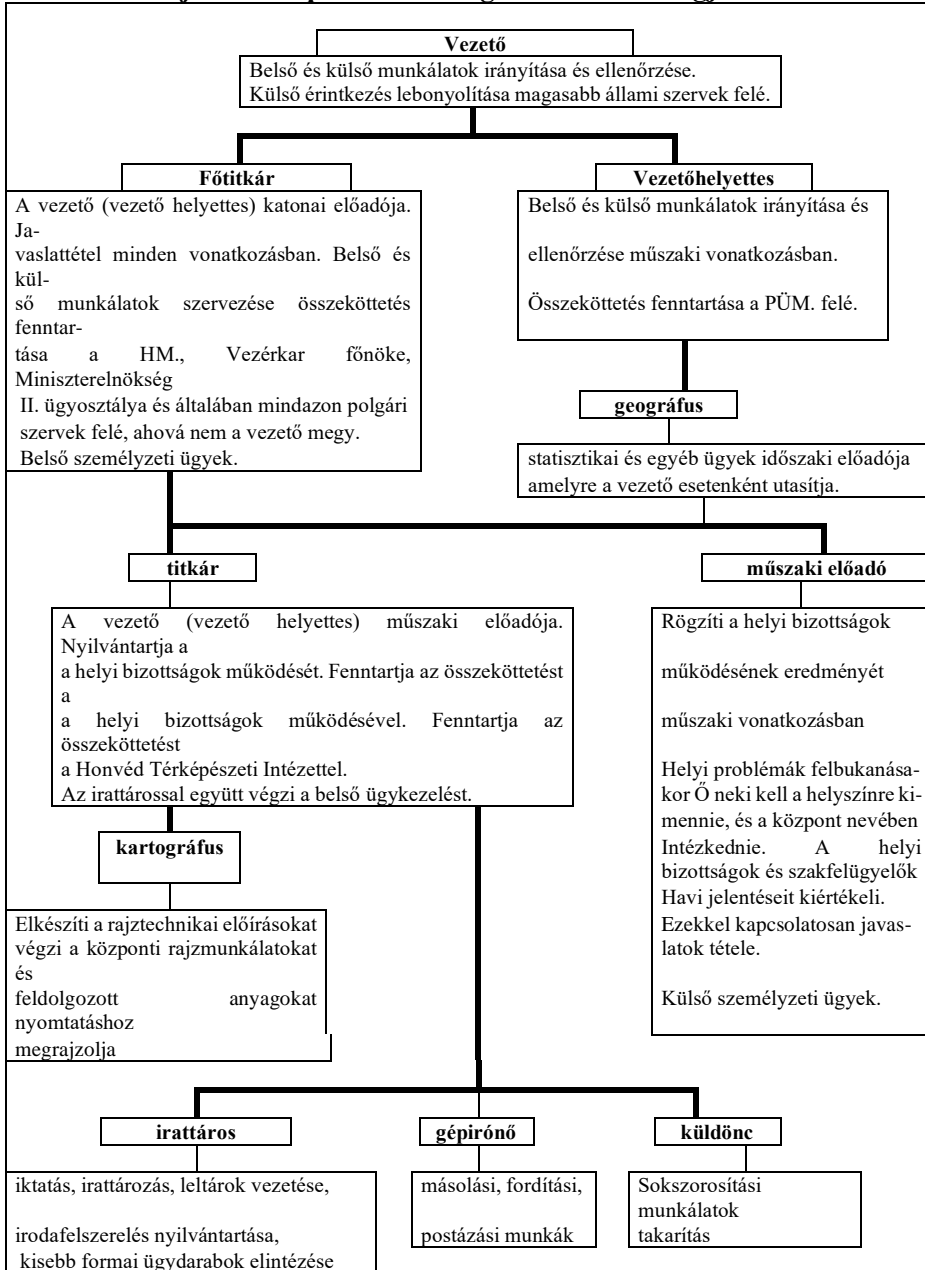 Vezető
Belső és külső munkálatok irányítása és ellenőrzése.
Külső érintkezés lebonyolítása magasabb állami szervek felé.
Főtitkár
A vezető (vezető helyettes) katonai előadója.
Ja-
vaslattétel minden vonatkozásban. Belső és
kül-
ső munkálatok szervezése összeköttetés
fenntar-
tása a HM., Vezérkar főnöke,
Miniszterelnökség
II. ügyosztálya és általában mindazon polgári
szervek felé, ahová nem a vezető megy.
Belső személyzeti ügyek.
Vezetőhelyettes
Belső és külső munkálatok irányítása és
ellenőrzése műszaki vonatkozásban.
Összeköttetés fenntartása a PÜM. felé.
geográfus
statisztikai és egyéb ügyek időszaki előadója
amelyre a vezető esetenként utasítja.
titkár
A vezető (vezető helyettes) műszaki előadója.
Nyilvántartja a
a helyi bizottságok működését. Fenntartja az összeköttetést
a
a helyi bizottságok működésével. Fenntartja az
összeköttetést
a Honvéd Térképészeti Intézettel.
Az irattárossal együtt végzi a belső ügykezelést.
műszaki előadó
Rögzíti a helyi bizottságok
működésének eredményét
műszaki vonatkozásban
Helyi problémák felbukanása-
kor Ő neki kell a helyszínre ki-
mennie, és a központ nevében
Intézkednie. A helyi
bizottságok és szakfelügyelők
Havi jelentéseit kiértékeli.
Ezekkel kapcsolatosan javas-
latok tétele.
Külső személyzeti ügyek.
kartográfus
Elkészíti a rajztechnikai előírásokat
végzi a központi rajzmunkálatokat
és
feldolgozott anyagokat
nyomtatáshoz
megrajzolja
irattáros
iktatás, irattározás, leltárok vezetése,
irodafelszerelés nyilvántartása,
kisebb formai ügydarabok elintézése
gépirónő
másolási, fordítási,
postázási munkák
küldönc
Sokszorosítási
munkálatok
takarítás